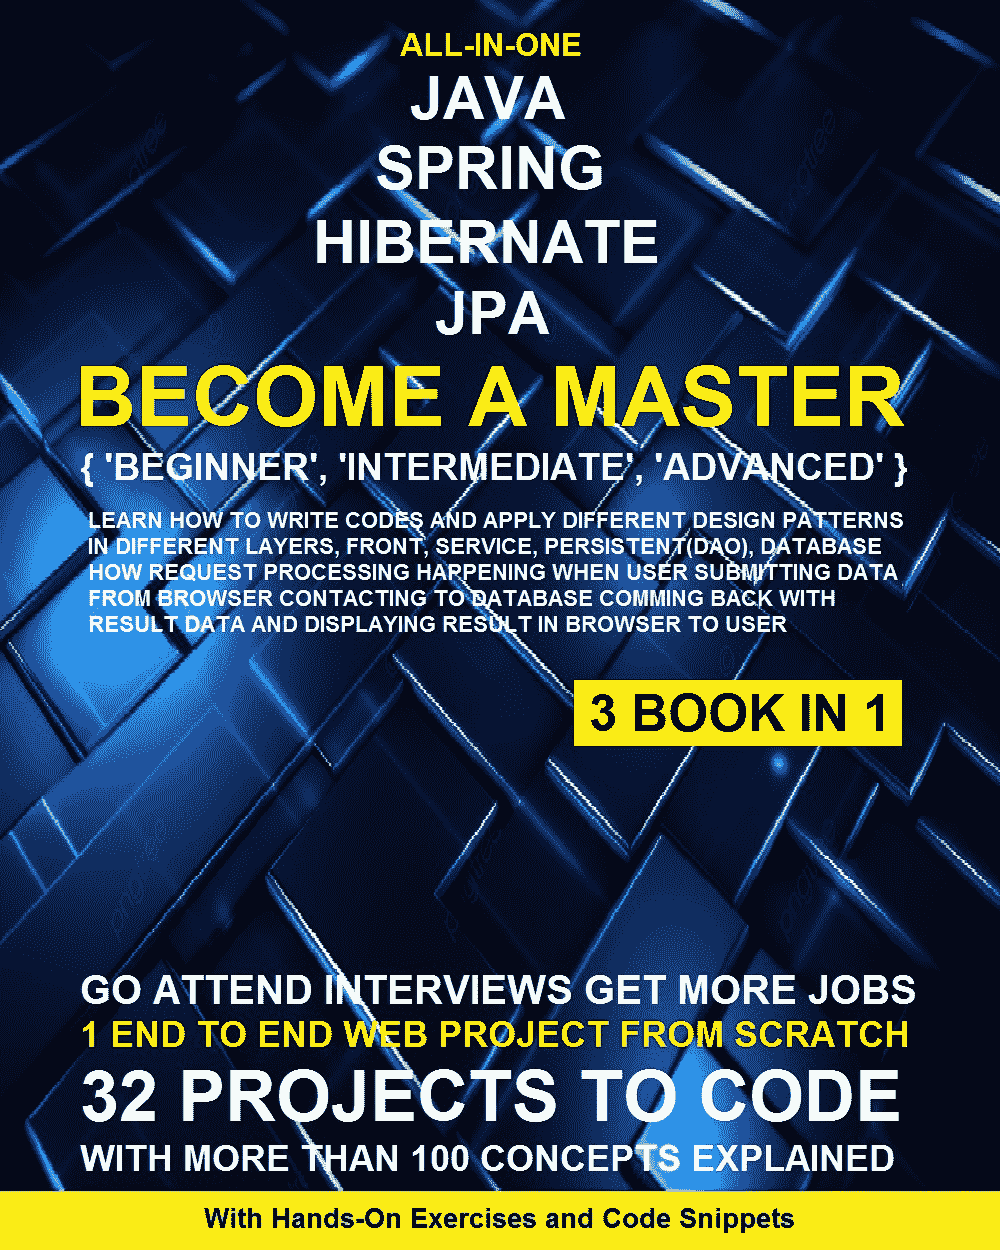 ALL-IN-ONE
JAVA
SPRING
HIBERNATE
JPA
BECOME A MASTER
{ 'BEGINNER', 'INTERMEDIATE', 'ADVANCED' }
LEARN HOW TO WRITE CODES AND APPLY DIFFERENT DESIGN PATTERNS
IN DIFFERENT LAYERS, FRONT, SERVICE, PERSISTENT(DAO), DATABASE
HOW REQUEST PROCESSING HAPPENING WHEN USER SUBMITTING DATA
FROM BROWSER CONTACTING TO DATABASE COMMING BACK WITH
RESULT DATA AND DISPLAYING RESULT IN BROWSER TO USER
3 BOOK IN 1
GO ATTEND INTERVIEWS GET MORE JOBS
1 END TO END WEB PROJECT FROM SCRATCH
32 PROJECTS TO CODE
WITH MORE THAN 100 CONCEPTS EXPLAINED
With Hands-On Exercises and Code Snippets